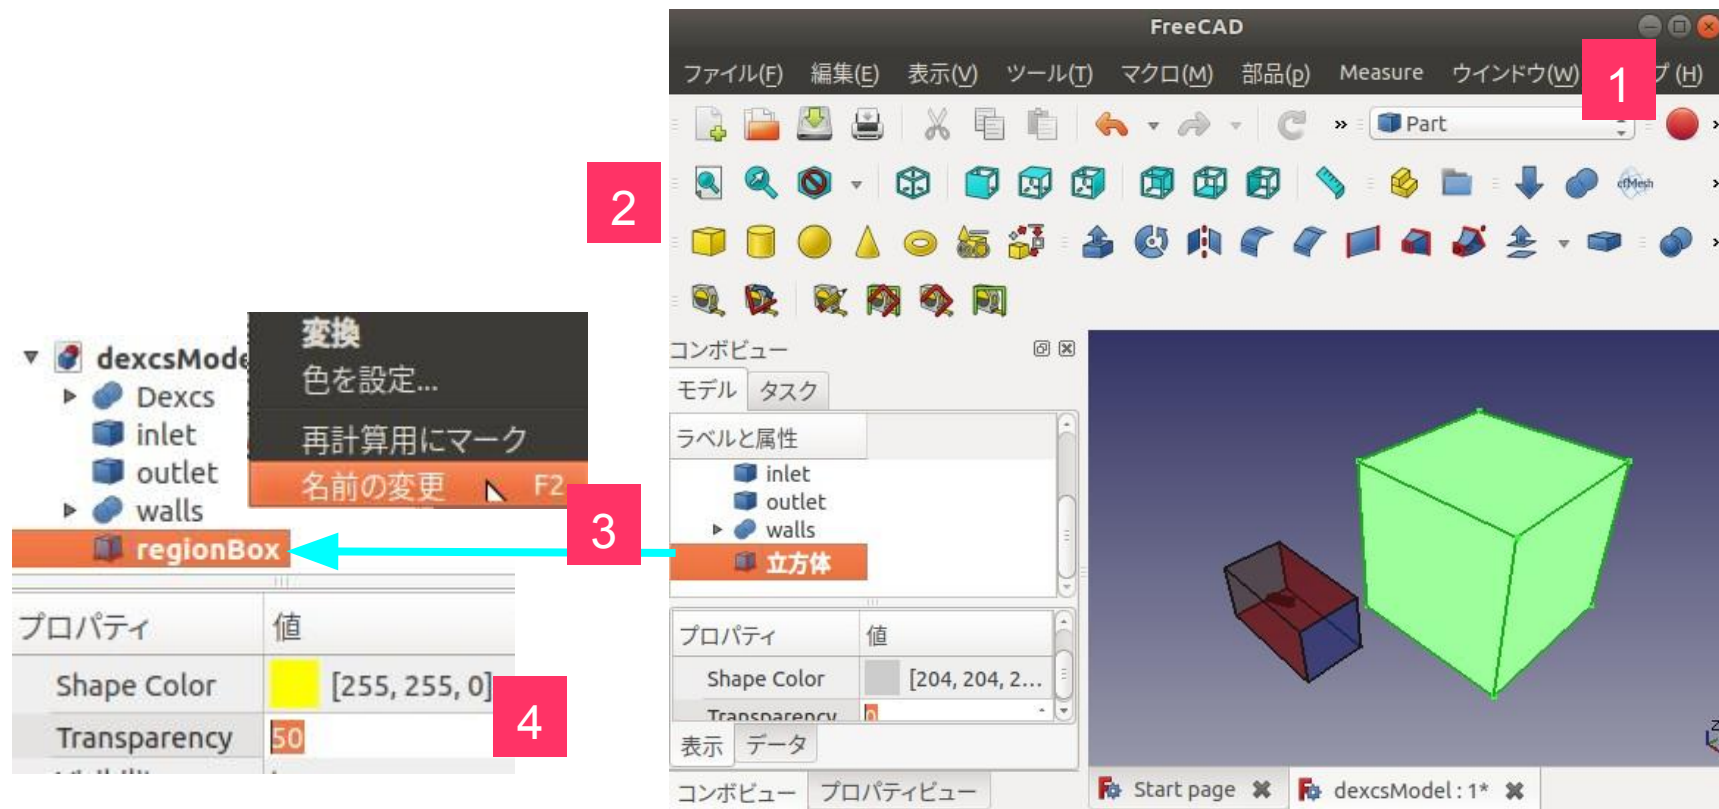 FreeCAD
ファイル(F) 編集(E) 表示(V) ツール(T) マクロ(M) 部品(p) Measure ウインドウ(W) プ (H)
1
Part
2
cfMesh
コンボビュー
モデル タスク
ラベルと属性
inlet
outlet
walls
立方体
プロパティ 値
Shape Color [204, 204, 2...
Transparency 0
表示 データ
コンボビュー プロパティビュー
Start page dexcsModel : 1*
Z
変換
色を設定...
再計算用にマーク
名前の変更 F2
3
dexcsMode
Dexcs
inlet
outlet
walls
regionBox
プロパティ 値
Shape Color [255, 255, 0]
Transparency 50
4